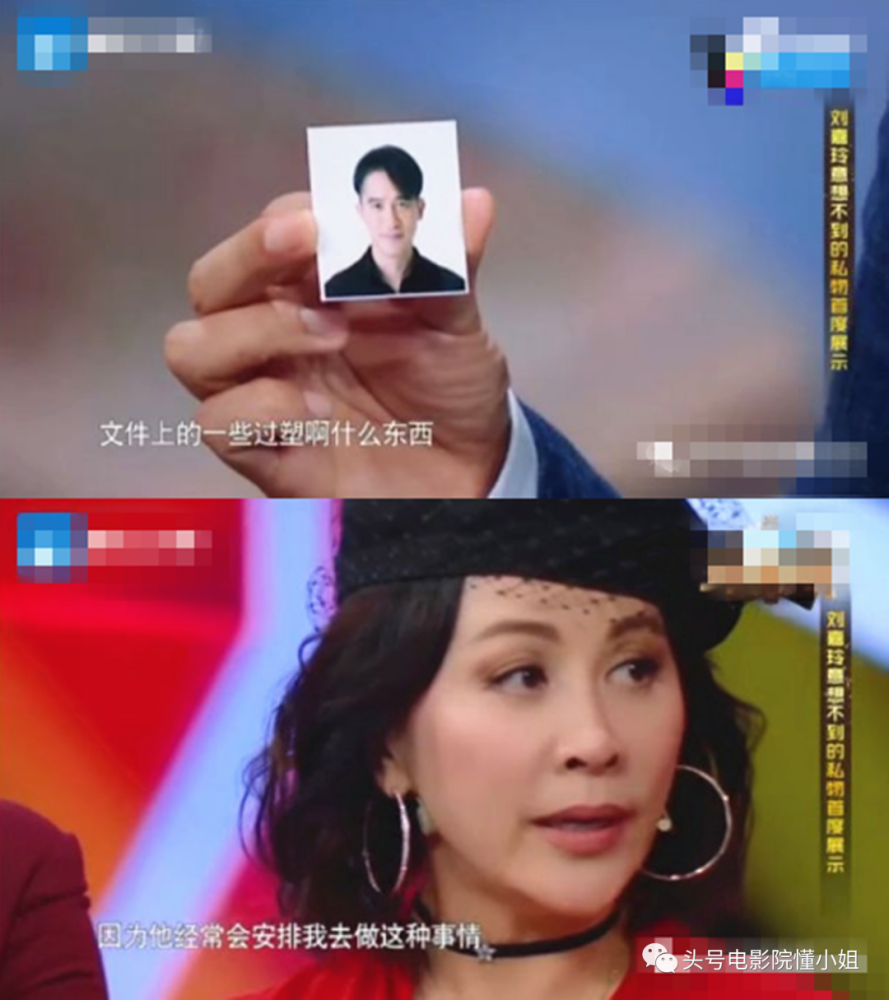 刘嘉玲意想不到的私物首度展示
文件上的一些过塑啊什么东西
刘嘉玲意想不到的私物首度展示
因为他经常会安排我去做这种事情
头号电影院懂小姐